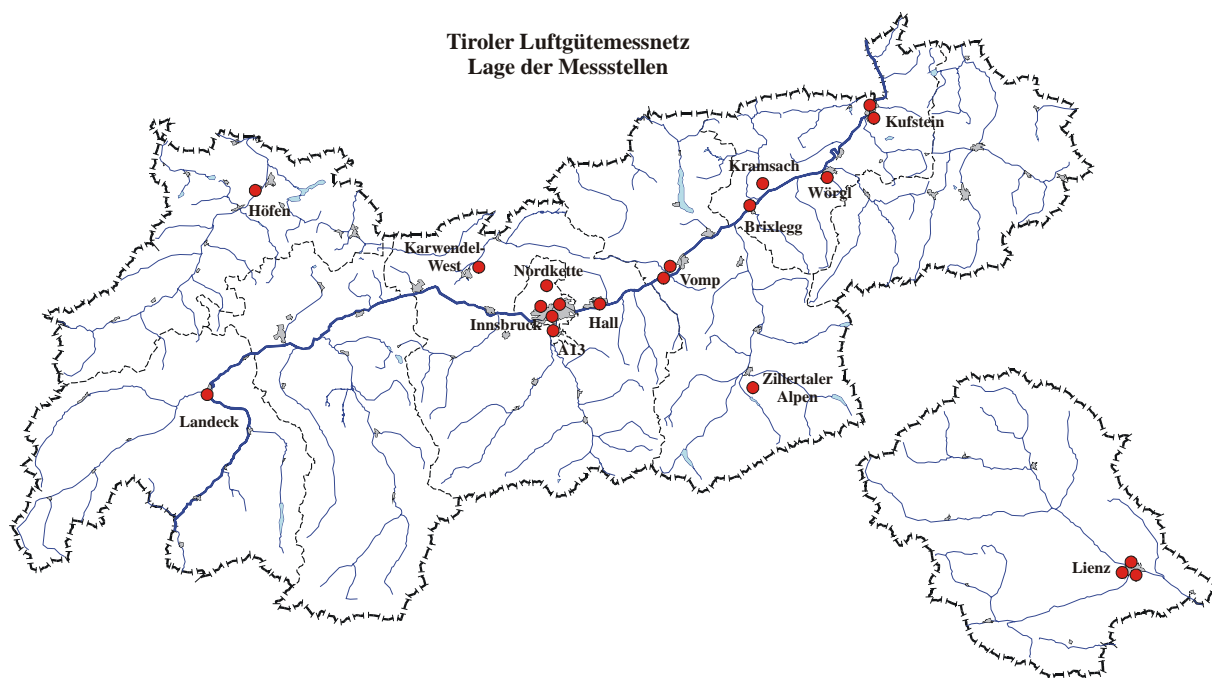 Tiroler Luftgütemessnetz
Lage der Messstellen
Kufstein
Kramsach
Wörgl
Höfen
Brixlegg
Karwendel-
West
Nordkette
Vomp
Innsbruck
Hall
A13
Zillertaler
Alpen
Landeck
Lienz